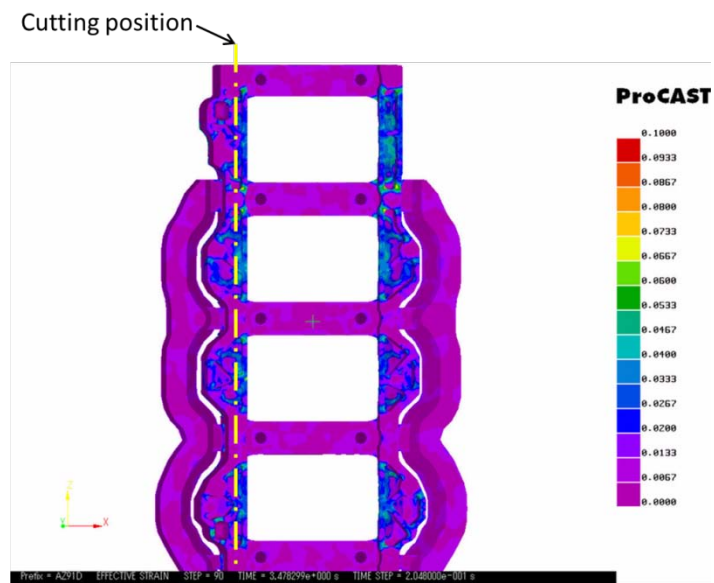 Cutting position
ProCAST
0.1000
0.0933
0.0867
0.0800
0.0733
0.0667
0.0600
0.0533
0.0467
0.0400
0.0333
0.0267
0.0200
0.0133
0.0067
0.0000
Z
Y
X
Prefix = AZ91D EFFECTIVE STRAIN STEP = 90 TIME = 3.478299e+000 s TIME STEP = 2.048000e-001 s